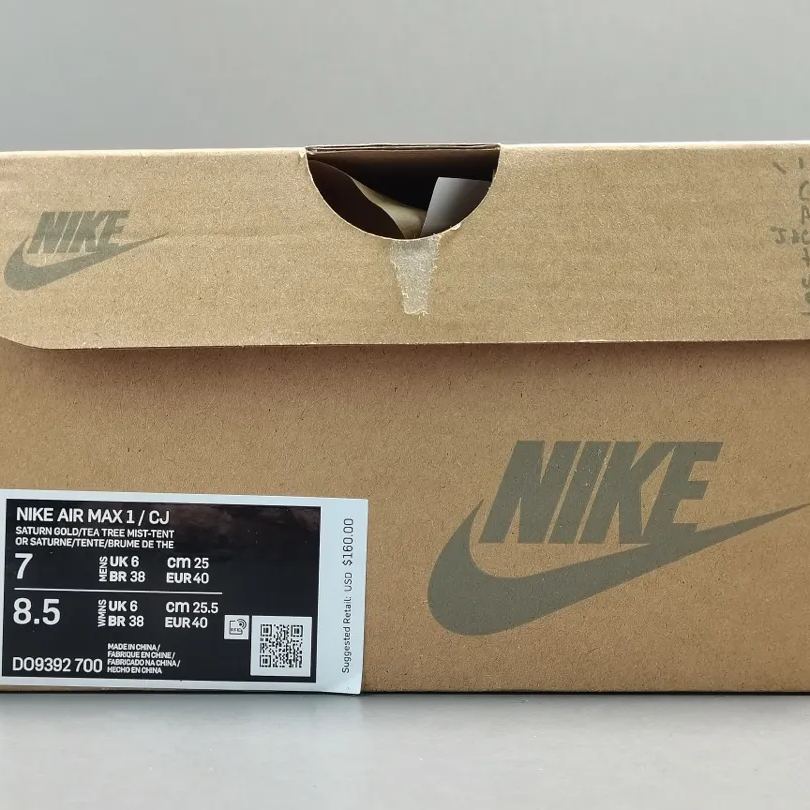 NIKE
NIKE
NIKE AIR MAX 1 / CJ
SATURN GOLD/TEA TREE MIST-TENT
OR SATURNE/TENTE/BRUME DE THE
7 MENS UK 6 cm 25
BR 38 EUR 40
8.5 WMNS UK 6 cm 25.5
BR 38 EUR 40
DO9392 700
MADE IN CHINA/
FABRIQUE EN CHINE/
FABRICADO NA CHINA/
HECHO EN CHINA
Suggested Retail: USD $160.00